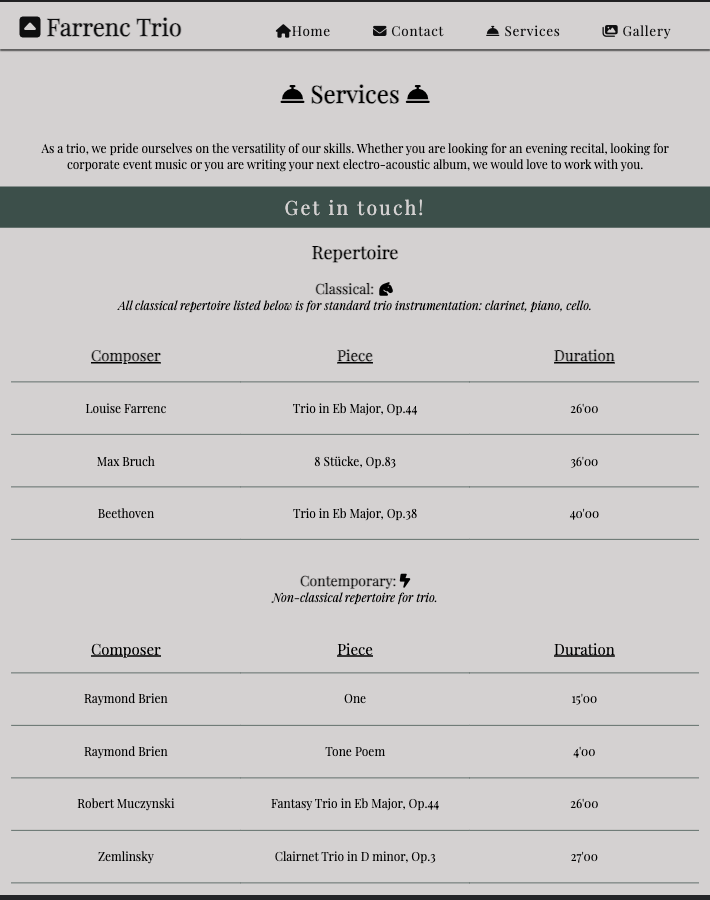 Farrenc Trio
Home Contact Services Gallery
Services
As a trio, we pride ourselves on the versatility of our skills. Whether you are looking for an evening recital, looking for
corporate event music or you are writing your next electro-acoustic album, we would love to work with you.
Get in touch!
Repertoire
Classical:
All classical repertoire listed below is for standard trio instrumentation: clarinet, piano, cello.
Composer Piece Duration
Louise Farrenc Trio in Eb Major, Op.44 26'00
Max Bruch 8 Stücke, Op.83 36'00
Beethoven Trio in Eb Major, Op.38 40'00
Contemporary:
Non-classical repertoire for trio.
Composer Piece Duration
Raymond Brien One 15'00
Raymond Brien Tone Poem 4'00
Robert Muczynski Fantasy Trio in Eb Major, Op.44 26'00
Zemlinsky Clairnet Trio in D minor, Op.3 27'00